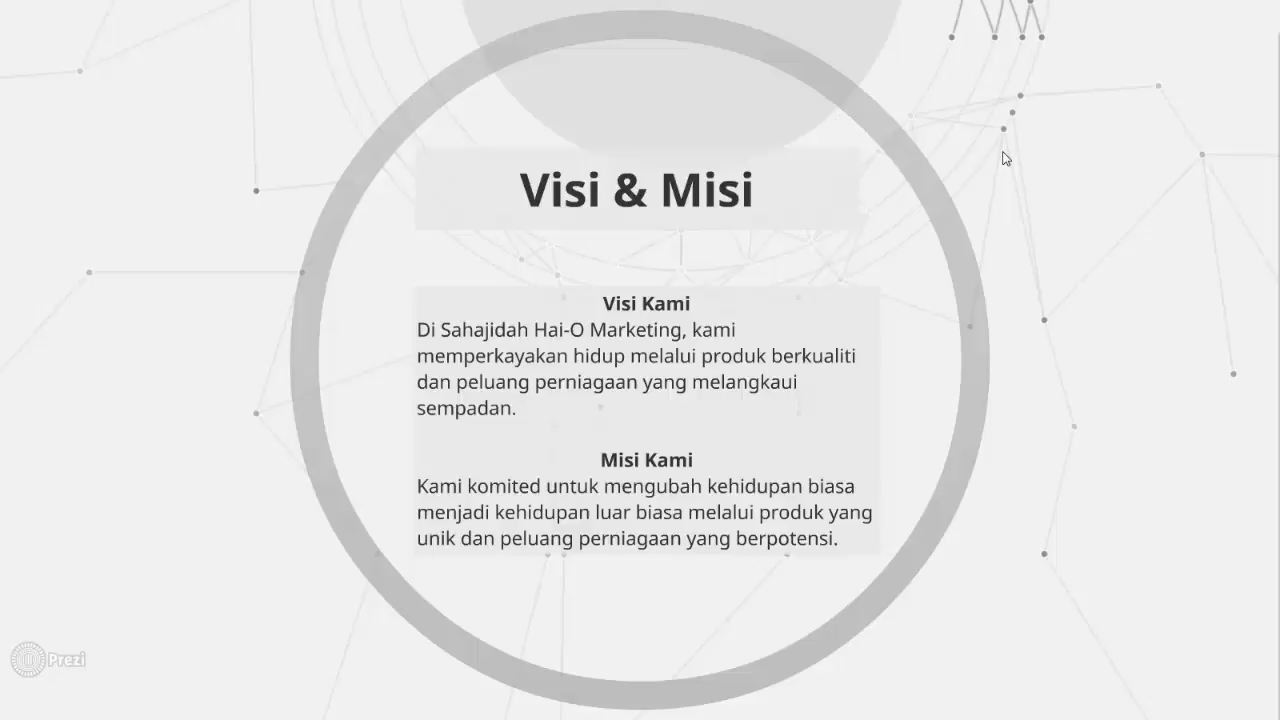 Visi & Misi
Visi Kami
Di Sahajidah Hai-O Marketing, kami
memperkayakan hidup melalui produk berkualiti
dan peluang perniagaan yang melangkaui
sempadan.
Misi Kami
Kami komited untuk mengubah kehidupan biasa
menjadi kehidupan luar biasa melalui produk yang
unik dan peluang perniagaan yang berpotensi.
Prezi